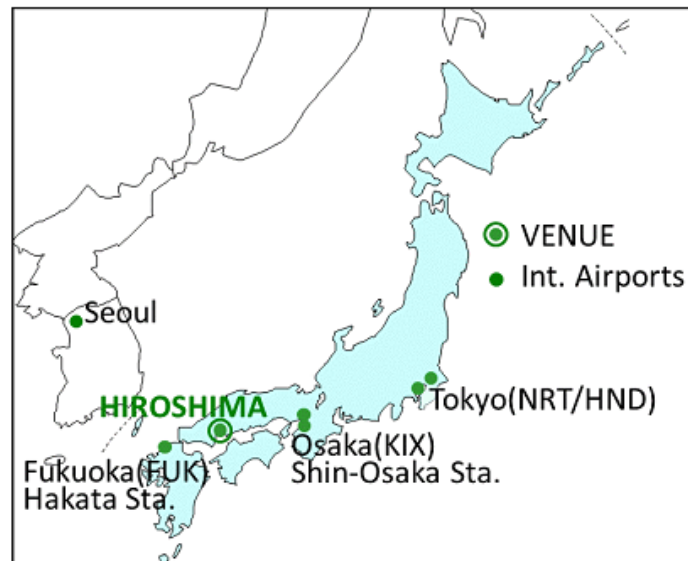 VENUE
Int. Airports
Seoul
HIROSHIMA
Tokyo(NRT/HND)
Osaka(KIX)
Shin-Osaka Sta.
Fukuoka(FUK)
Hakata Sta.